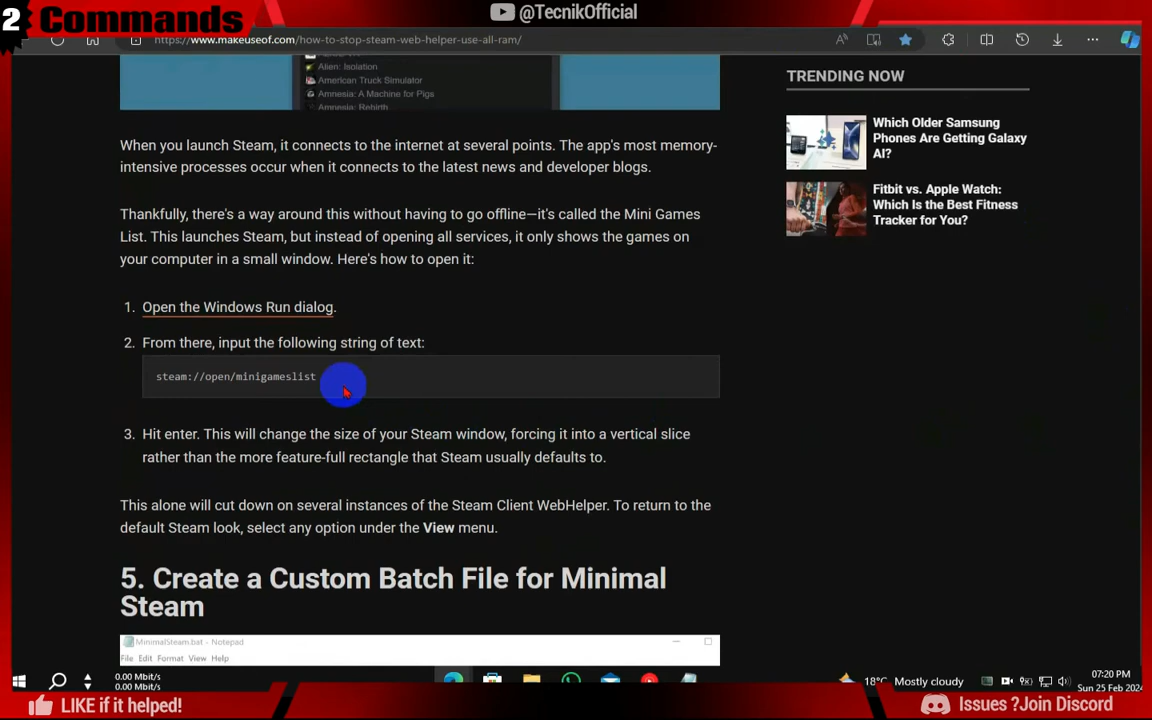 2 Commands
@TecnikOfficial
https://www.makeuseof.com/how-to-stop-steam-web-helper-use-all-ram/
Alien: Isolation
American Truck Simulator
Amnesia: A Machine for Pigs
Amnesia: Rebirth
TRENDING NOW
Which Older Samsung
Phones Are Getting Galaxy
AI?
Fitbit vs. Apple Watch:
Which Is the Best Fitness
Tracker for You?
When you launch Steam, it connects to the internet at several points. The app's most memory-
intensive processes occur when it connects to the latest news and developer blogs.
Thankfully, there's a way around this without having to go offline—it's called the Mini Games
List. This launches Steam, but instead of opening all services, it only shows the games on
your computer in a small window. Here's how to open it:
1. Open the Windows Run dialog.
2. From there, input the following string of text:
steam://open/minigameslist
3. Hit enter. This will change the size of your Steam window, forcing it into a vertical slice
rather than the more feature-full rectangle that Steam usually defaults to.
This alone will cut down on several instances of the Steam Client WebHelper. To return to the
default Steam look, select any option under the View menu.
5. Create a Custom Batch File for Minimal
Steam
MinimalSteam.bat - Notepad
File Edit Format View Help
0.00 Mbit/s
0.00 Mbit/s
18°C Mostly cloudy
07:20 PM
Sun 25 Feb 2024
LIKE if it helped!
Issues ?Join Discord